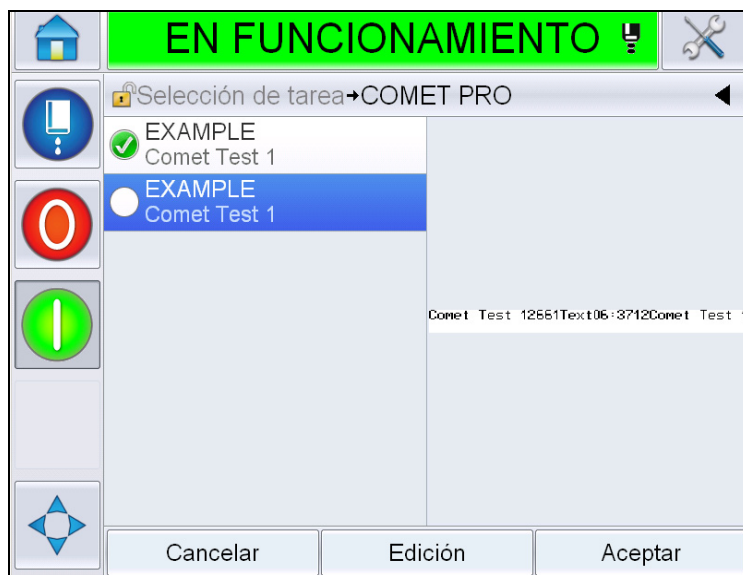 EN FUNCIONAMIENTO
Selección de tarea→COMET PRO
EXAMPLE
Comet Test 1
EXAMPLE
Comet Test 1
Comet Test 12661Text06:3712Comet Test
Cancelar
Edición
Aceptar